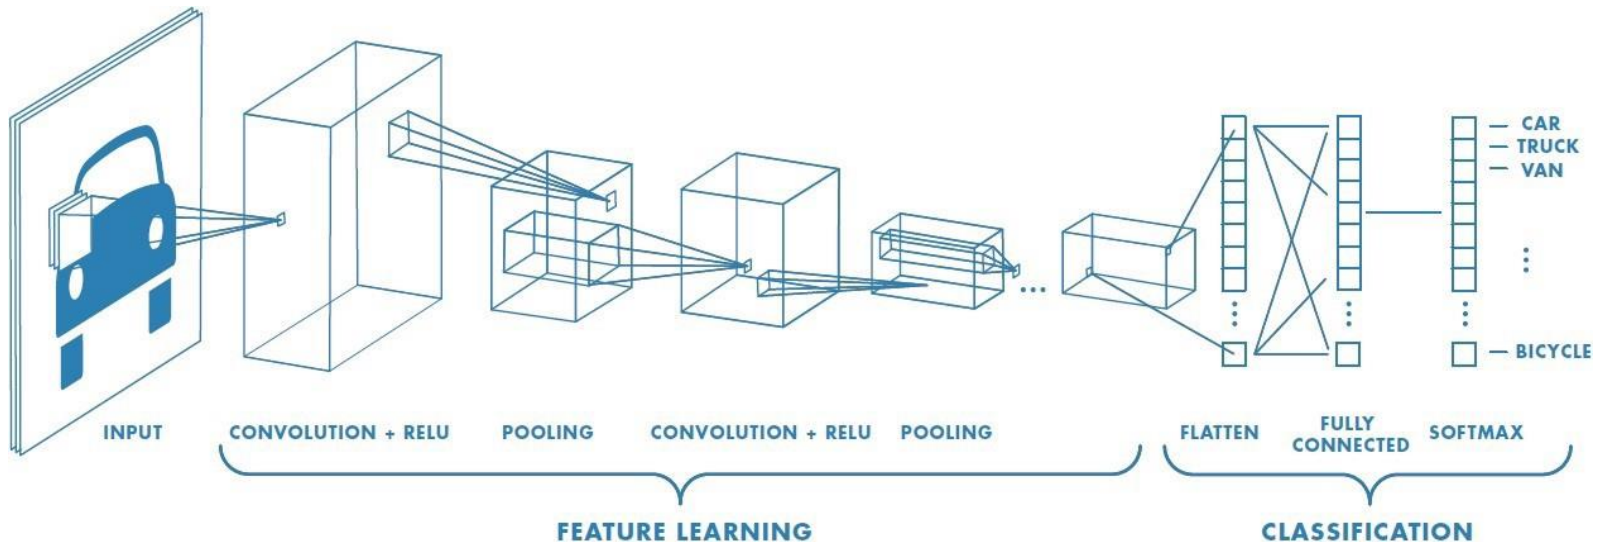 CAR
TRUCK
VAN
BICYCLE
INPUT
CONVOLUTION + RELU
POOLING
CONVOLUTION + RELU
POOLING
FLATTEN
FULLY
CONNECTED
SOFTMAX
FEATURE LEARNING
CLASSIFICATION